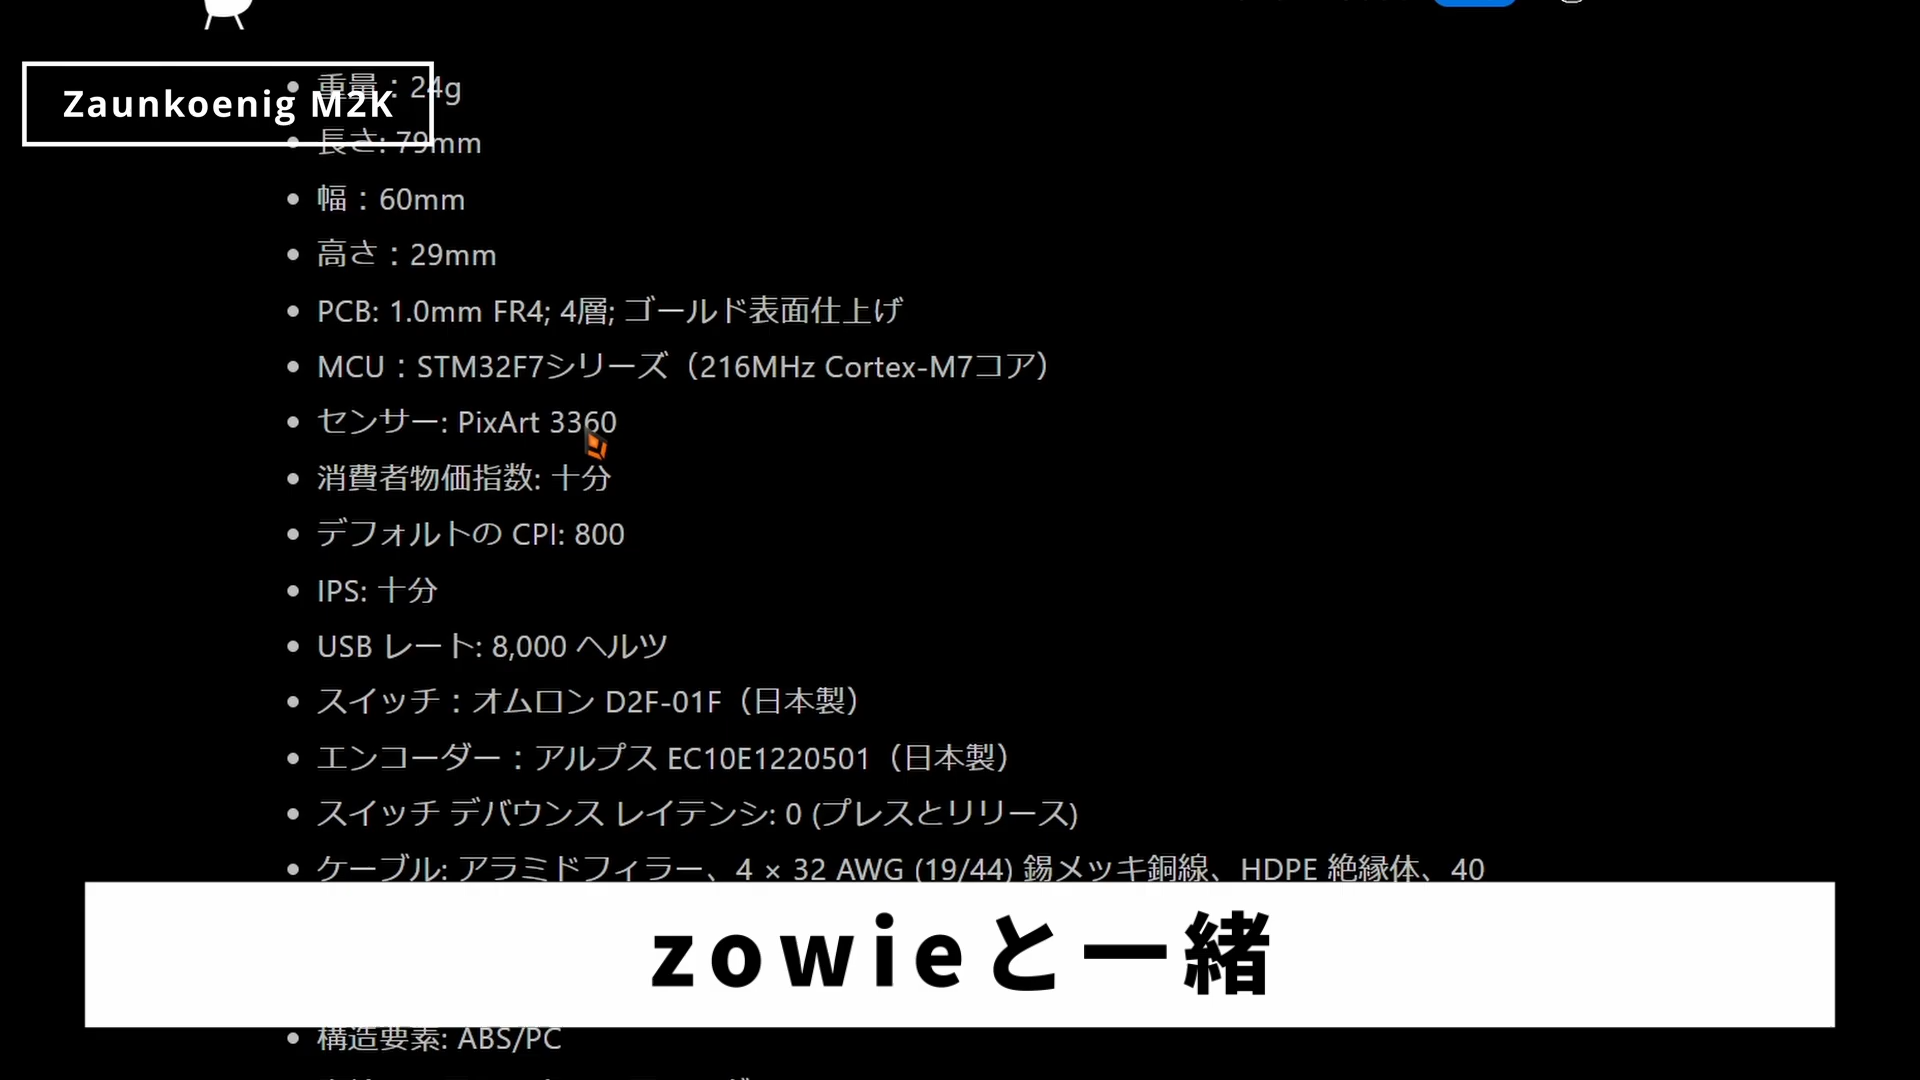 重量：24g
Zaunkoenig M2K
長さ: 79mm
幅：60mm
高さ：29mm
PCB: 1.0mm FR4; 4層; ゴールド表面仕上げ
MCU：STM32F7シリーズ（216MHz Cortex-M7コア）
センサー: PixArt 3360
消費者物価指数: 十分
デフォルトの CPI: 800
IPS: 十分
USB レート: 8,000 ヘルツ
スイッチ：オムロン D2F-01F（日本製）
エンコーダー：アルプス EC10E1220501（日本製）
スイッチ デバウンス レイテンシ: 0 (プレスとリリース)
ケーブル: アラミドフィラー、4 × 32 AWG (19/44) 錫メッキ銅線、HDPE 絶縁体、40
zowieと一緒
構造要素: ABS/PC